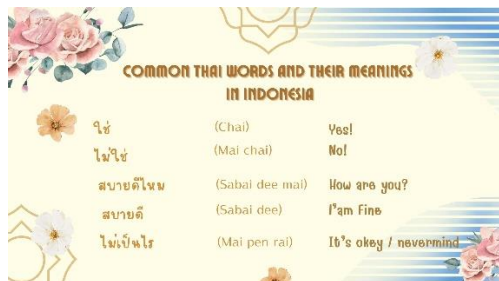 COMMON THAI WORDS AND THEIR MEANINGS
IN INDONESIA
ใช่ (Chai) Yes!
ไม่ใช่ (Mai chai) No!
สบายดีไหม (Sabai dee mai) How are you?
สบายดี (Sabai dee) I'am Fine
ไม่เป็นไร (Mai pen rai) It's okey / nevermind